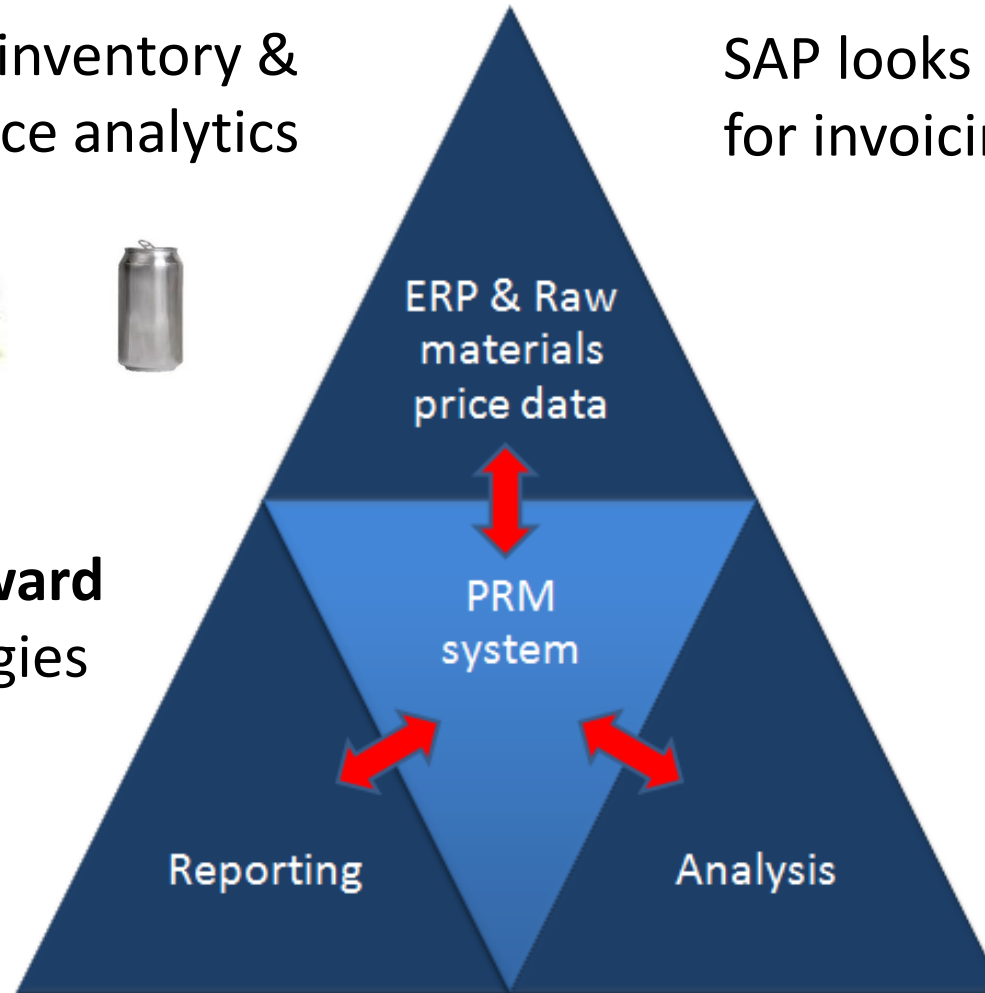 inventory &
ce analytics
SAP looks
for invoicin
ERP & Raw
materials
price data
ward
gies
PRM
system
Reporting
Analysis